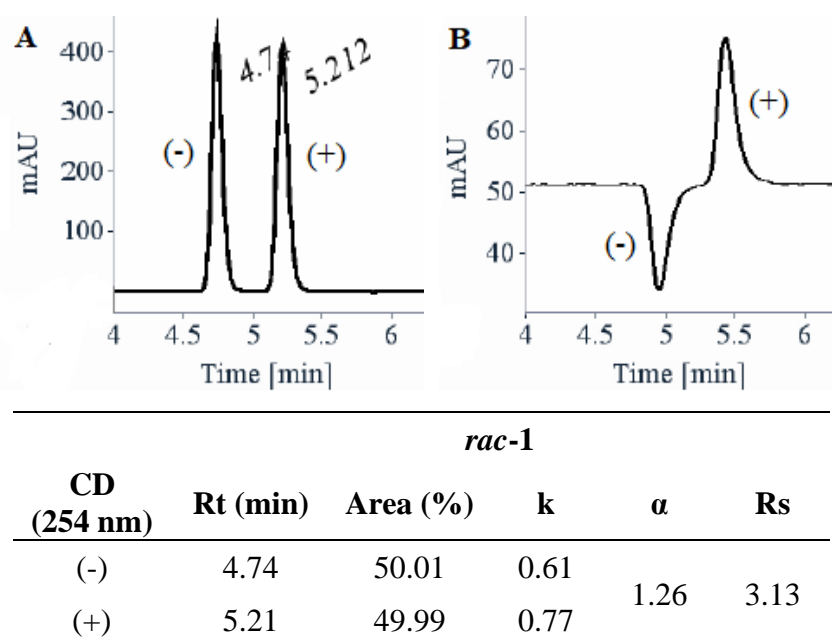 A
400
300
200
100
mAU
4.74
5.212
(-)
(+)
4 4.5 5 5.5 6
Time [min]
B
70
60
50
40
mAU
(+)
(-)
4 4.5 5 5.5 6
Time [min]
rac-1
CD (254 nm) Rt (min) Area (%) k α Rs
(-) 4.74 50.01 0.61 1.26 3.13
(+) 5.21 49.99 0.77